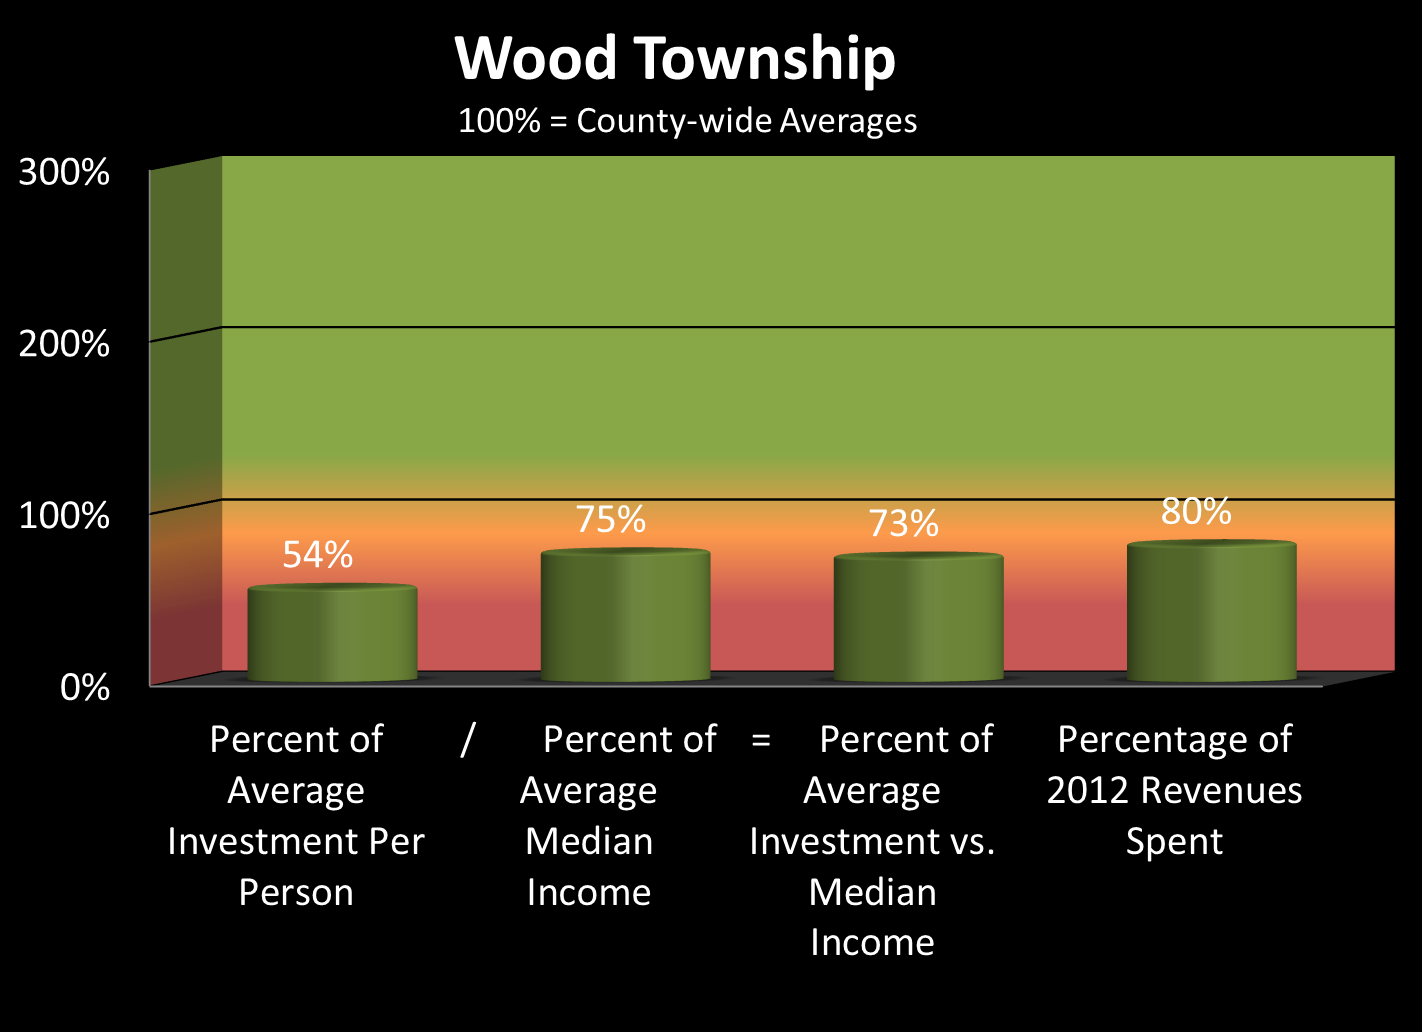 Wood Township
100% = County-wide Averages
300%
200%
100%
0%
54%
75%
73%
80%
Percent of
Average
Investment Per
Person
/
Percent of
Average
Median
Income
=
Percent of
Average
Investment vs.
Median
Income
Percentage of
2012 Revenues
Spent